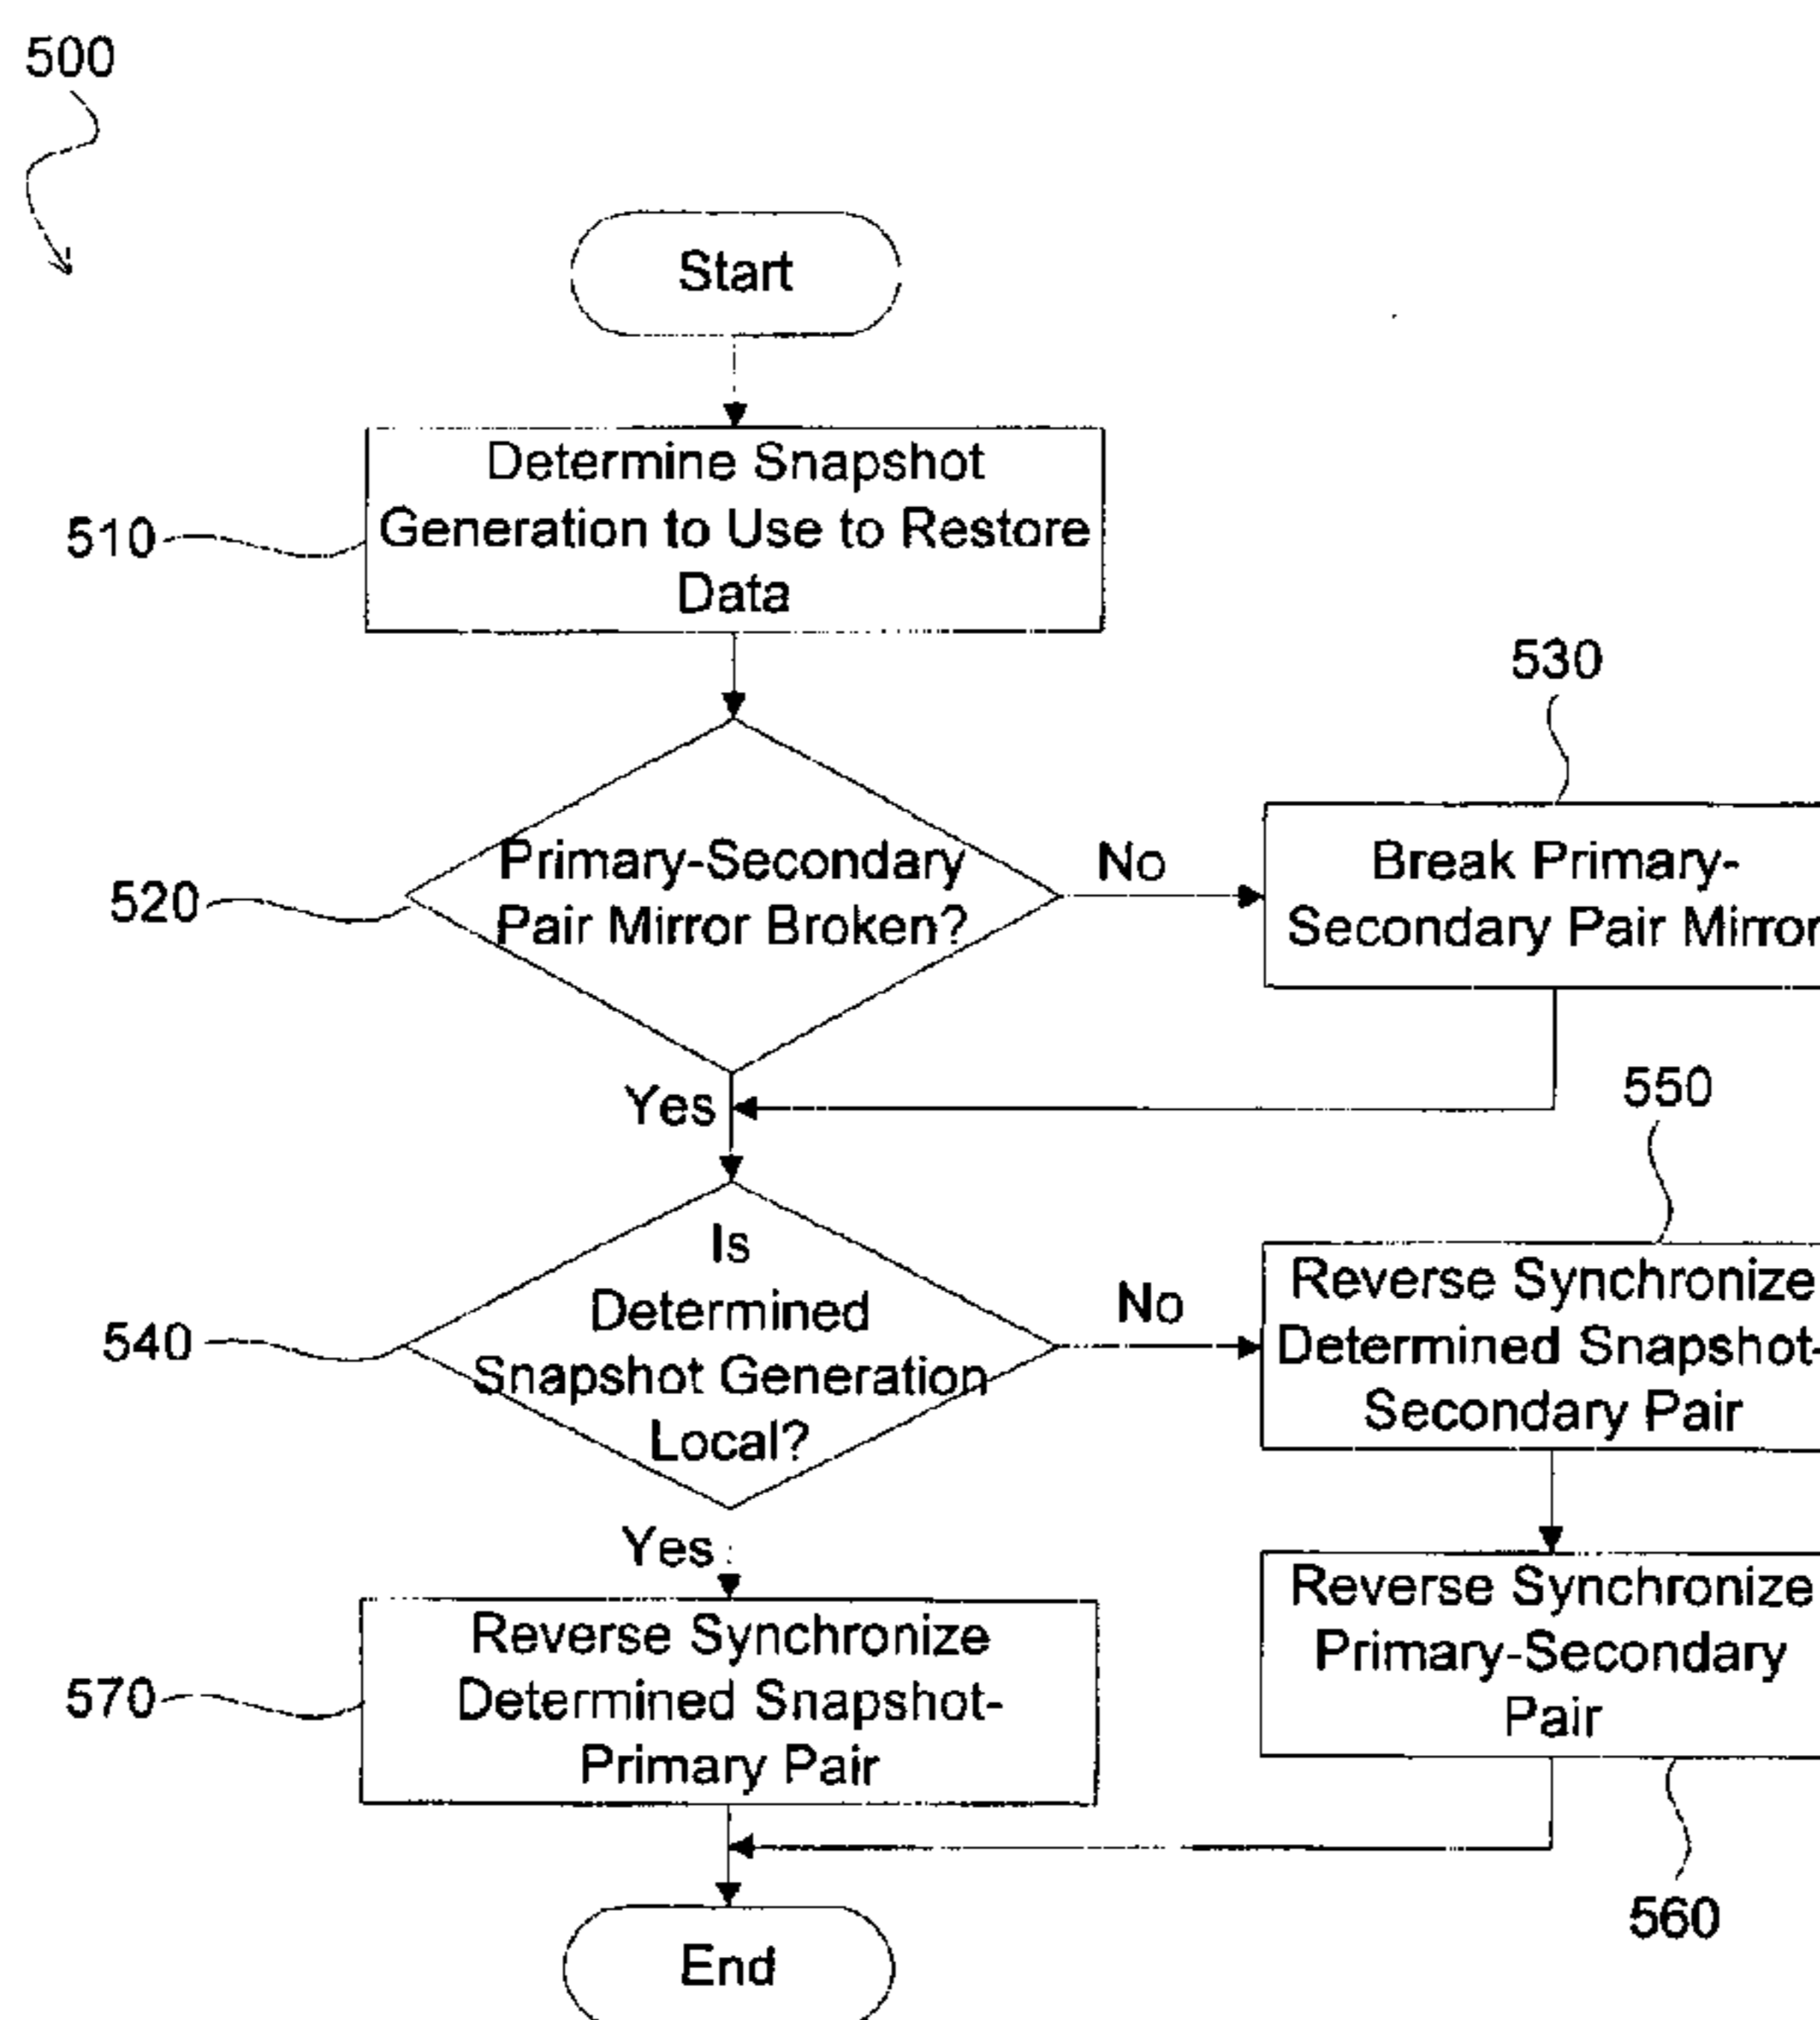 500
Start
Determine Snapshot
Generation to Use to Restore
Data
510
530
Primary-Secondary
Pair Mirror Broken?
520
No
Break Primary-
Secondary Pair Mirror
Yes
550
Is
Determined
Snapshot Generation
Local?
540
No
Reverse Synchronize
Determined Snapshot-
Secondary Pair
Yes
Reverse Synchronize
Determined Snapshot-
Primary Pair
570
Reverse Synchronize
Primary-Secondary
Pair
560
End